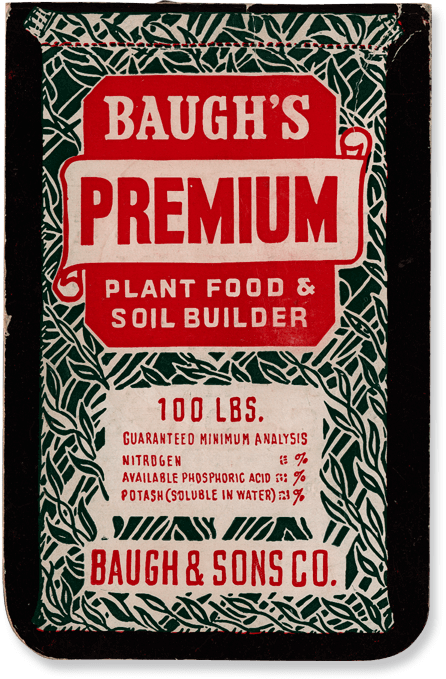 BAUGH'S
PREMIUM
PLANT FOOD &
SOIL BUILDER
100 LBS.
GUARANTEED MINIMUM ANALYSIS
NITROGEN %
AVAILABLE PHOSPHORIC ACID %
POTASH (SOLUBLE IN WATER) %
BAUGH & SONS CO.